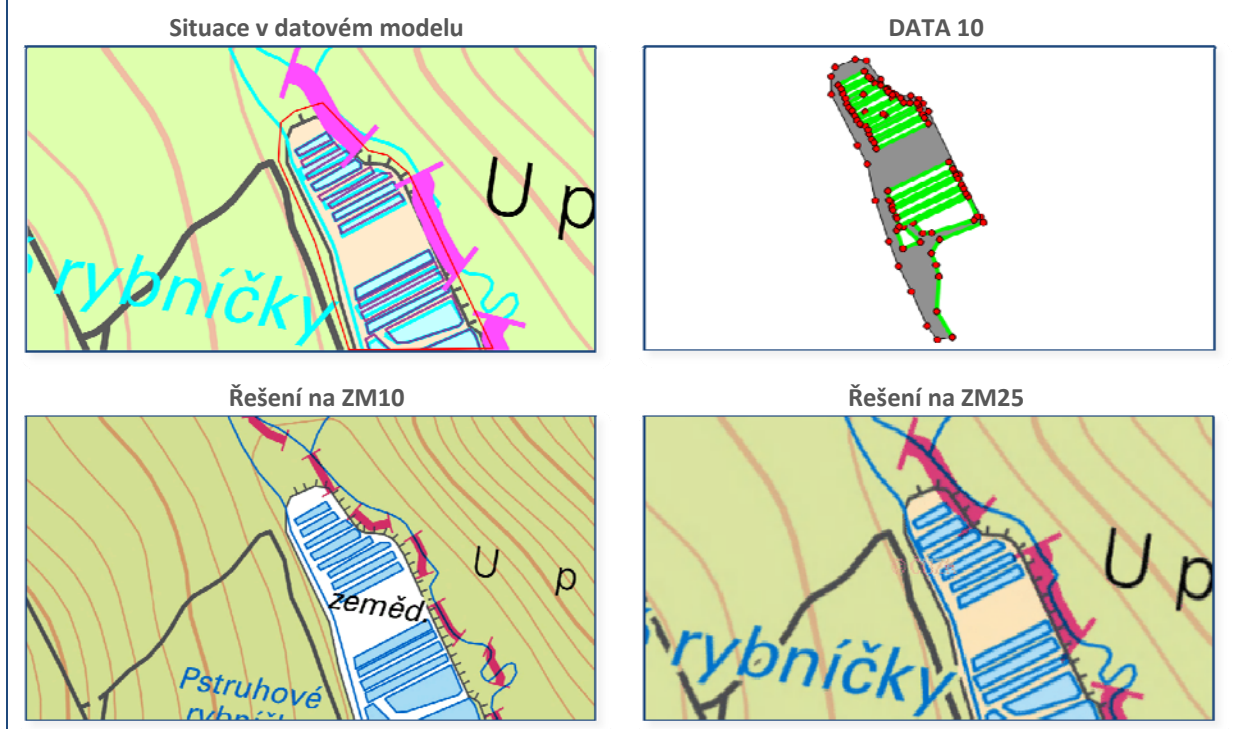 Situace v datovém modelu
DATA 10
U p
rybníčky
Řešení na ZM10
Řešení na ZM25
U p
zeměd.
Pstruhové
U p
rybníčky